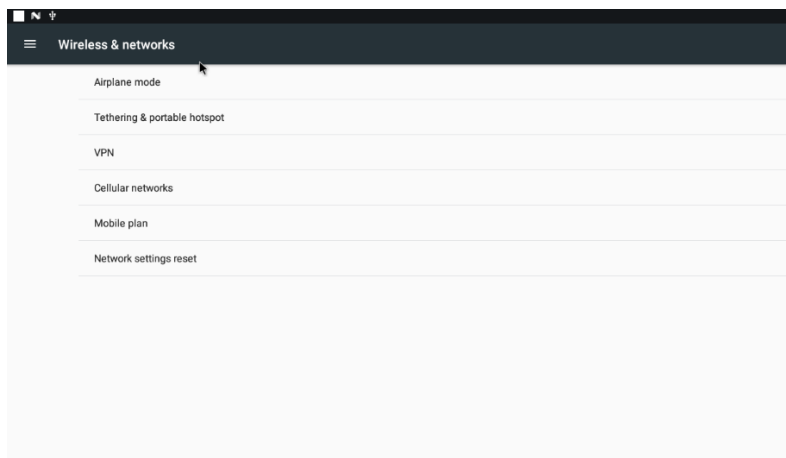 Wireless & networks
Airplane mode
Tethering & portable hotspot
VPN
Cellular networks
Mobile plan
Network settings reset